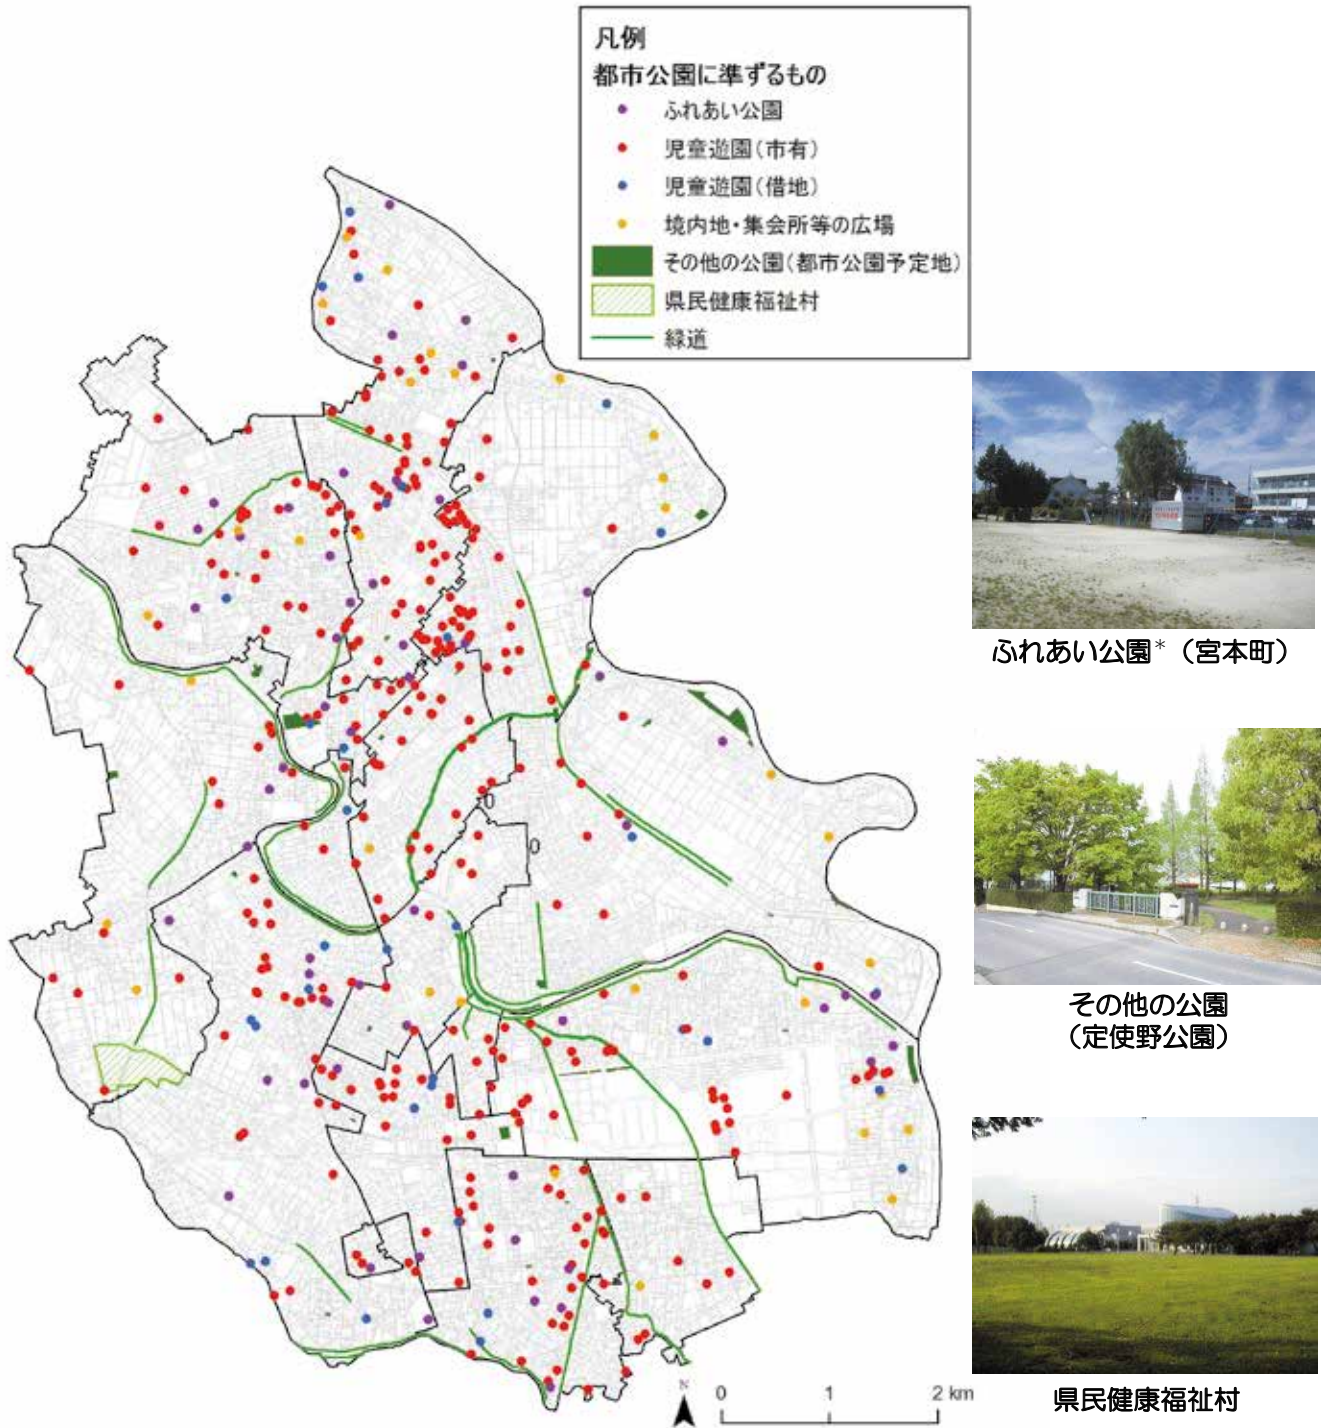 凡例
都市公園に準ずるもの
ふれあい公園
児童遊園(市有)
児童遊園(借地)
境内地・集会所等の広場
その他の公園(都市公園予定地)
県民健康福祉村
緑道
ふれあい公園*（宮本町）
その他の公園
（定使野公園）
県民健康福祉村
0
0
N
0 1 2 km